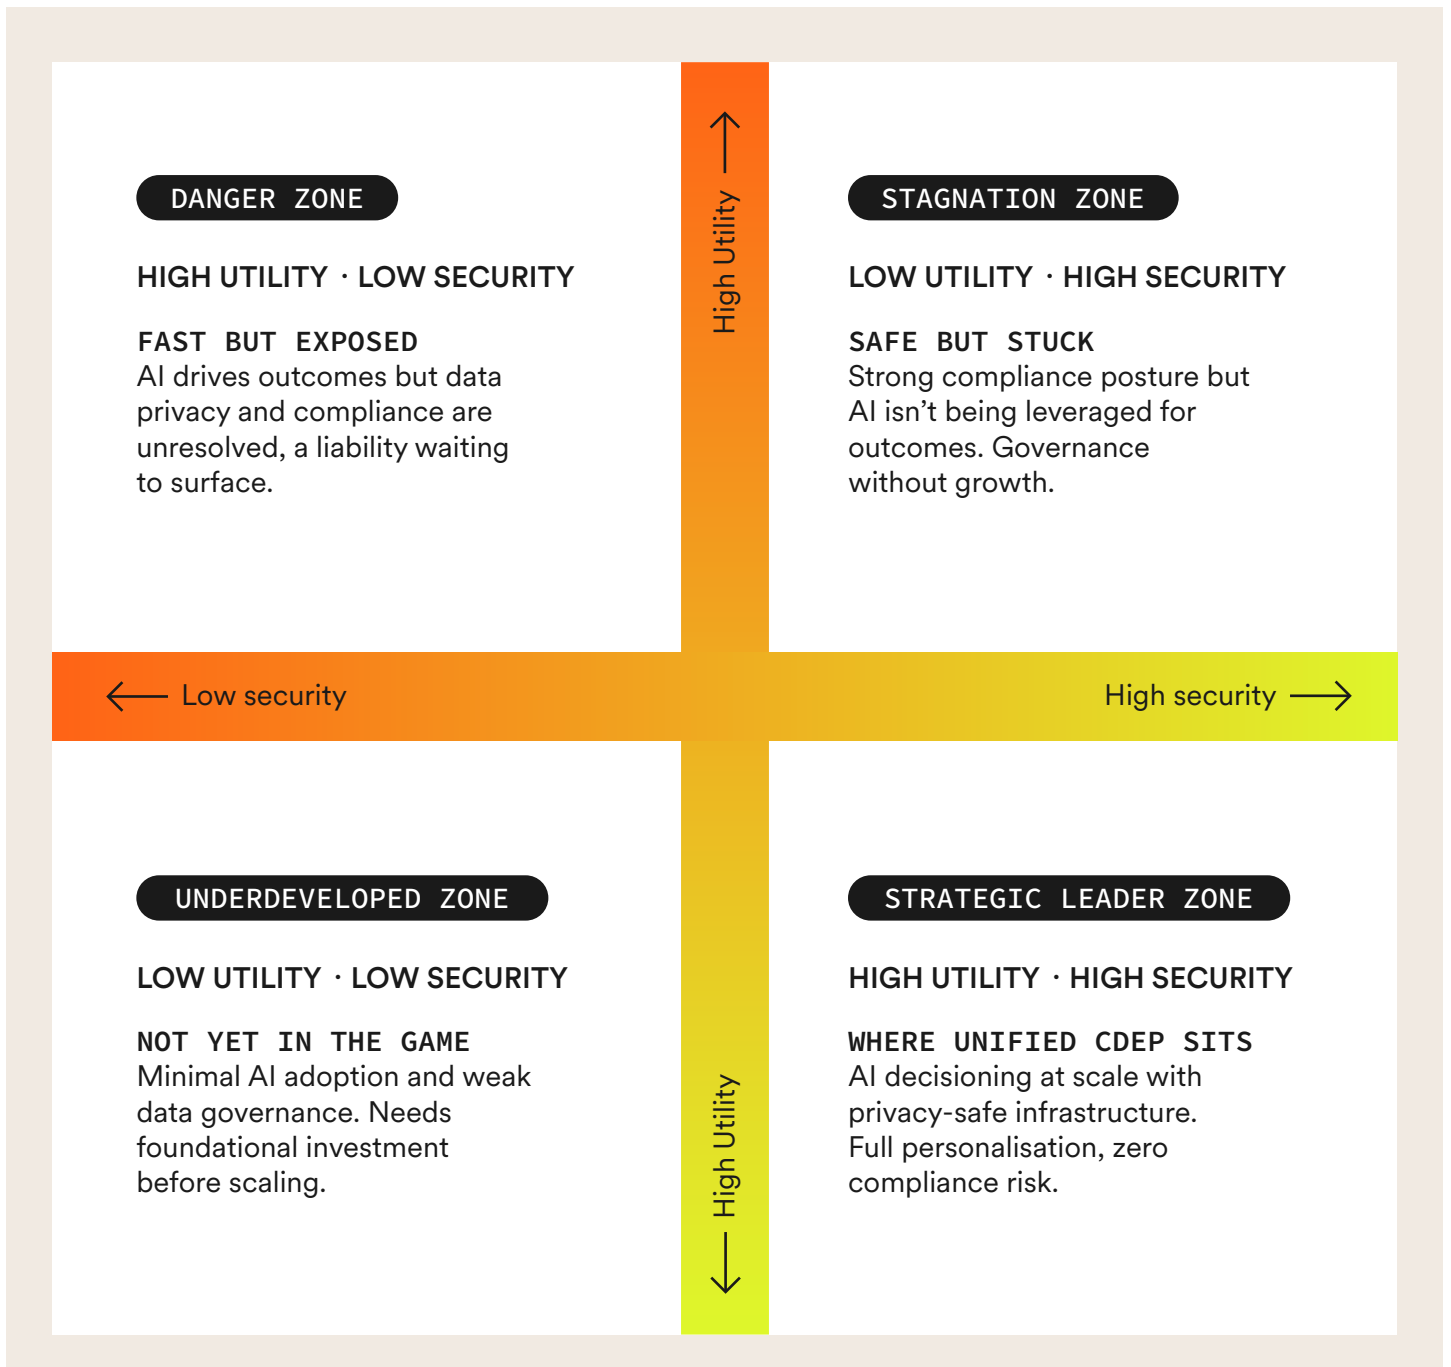 High Utility
DANGER ZONE
HIGH UTILITY · LOW SECURITY
FAST BUT EXPOSED
AI drives outcomes but data
privacy and compliance are
unresolved, a liability waiting
to surface.
STAGNATION ZONE
LOW UTILITY · HIGH SECURITY
SAFE BUT STUCK
Strong compliance posture but
AI isn’t being leveraged for
outcomes. Governance
without growth.
Low security
High security
UNDERDEVELOPED ZONE
LOW UTILITY · LOW SECURITY
NOT YET IN THE GAME
Minimal AI adoption and weak
data governance. Needs
foundational investment
before scaling.
STRATEGIC LEADER ZONE
HIGH UTILITY · HIGH SECURITY
WHERE UNIFIED CDEP SITS
AI decisioning at scale with
privacy-safe infrastructure.
Full personalisation, zero
compliance risk.
High Utility